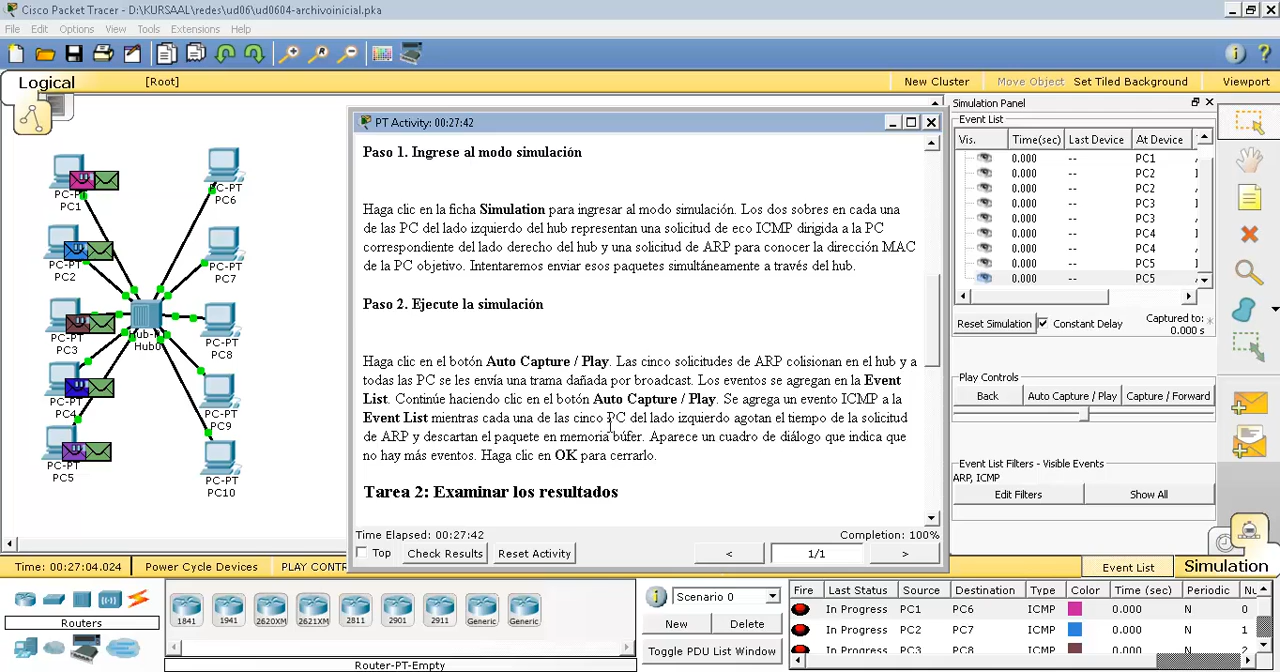 Cisco Packet Tracer - D:\KURSAAL\redes\ud06\ud0604-archivoinicial.pka
File Edit Options View Tools Extensions Help
Logical [Root] New Cluster Move Object Set Tiled Background Viewport
PC1
PC2
PC-PT
PC3
PC-PT
PC4
PC-PT
PC5
PC-PT
PC6
PC-PT
PC7
PC-PT
PC8
PC-PT
PC9
PC-PT
PC10
Hub0
PT Activity: 00:27:42
Paso 1. Ingrese al modo simulación
Haga clic en la ficha Simulation para ingresar al modo simulación. Los dos sobres en cada una
de las PC del lado izquierdo del hub representan una solicitud de eco ICMP dirigida a la PC
correspondiente del lado derecho del hub y una solicitud de ARP para conocer la dirección MAC
de la PC objetivo. Intentaremos enviar esos paquetes simultáneamente a través del hub.
Paso 2. Ejecute la simulación
Haga clic en el botón Auto Capture / Play. Las cinco solicitudes de ARP colisionan en el hub y a
todas las PC se les envía una trama dañada por broadcast. Los eventos se agregan en la Event
List. Continúe haciendo clic en el botón Auto Capture / Play. Se agrega un evento ICMP a la
Event List mientras cada una de las cinco PC del lado izquierdo agotan el tiempo de la solicitud
de ARP y descartan el paquete en memoria búfer. Aparece un cuadro de diálogo que indica que
no hay más eventos. Haga clic en OK para cerrarlo.
Tarea 2: Examinar los resultados
Time Elapsed: 00:27:42 Completion: 100%
Top Check Results Reset Activity < 1/1 >
Simulation Panel
Event List
Vis. Time(sec) Last Device At Device
0.000 -- PC1
0.000 -- PC2
0.000 -- PC2
0.000 -- PC3
0.000 -- PC3
0.000 -- PC4
0.000 -- PC4
0.000 -- PC5
0.000 -- PC5
Reset Simulation Constant Delay Captured to: *
0.000 s
Play Controls
Back Auto Capture / Play Capture / Forward
Event List Filters - Visible Events
ARP, ICMP
Edit Filters Show All
Time: 00:27:04.024 Power Cycle Devices Event List Simulation
Routers
1841 1941 2620XM 2621XM 2811 2901 2911 Generic Generic
Router-PT-Empty
Scenario 0
New Delete
Toggle PDU List Window
Fire Last Status Source Destination Type Color Time (sec) Periodic
In Progress PC1 PC6 ICMP 0.000 N 0
In Progress PC2 PC7 ICMP 0.000 N 1
In Progress PC3 PC8 ICMP 0.000 N 2